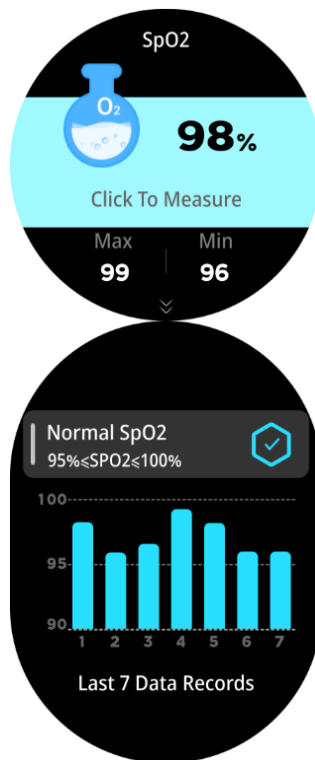 SpO2
O2
98%
Click To Measure
Max Min
99 96
Normal SpO2
95%⩽SPO2⩽100%
100
95
90
1 2 3 4 5 6 7
Last 7 Data Records